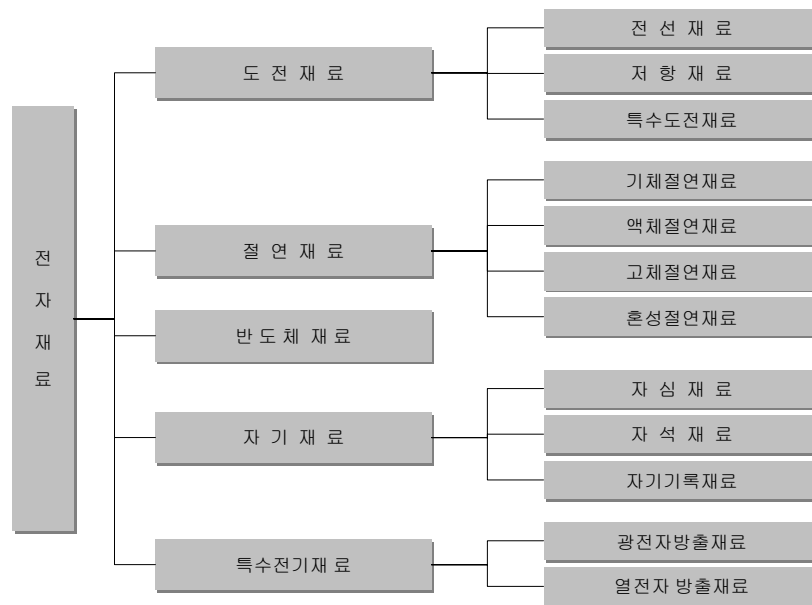 전
자
재
료
도 전 재 료
전 선 재 료
저 항 재 료
특수도전재료
절 연 재 료
기체절연재료
액체절연재료
고체절연재료
혼성절연재료
반 도 체 재 료
자 기 재 료
자 심 재 료
자 석 재 료
자기기록재료
특수전기재 료
광전자방출재료
열전자 방출재료